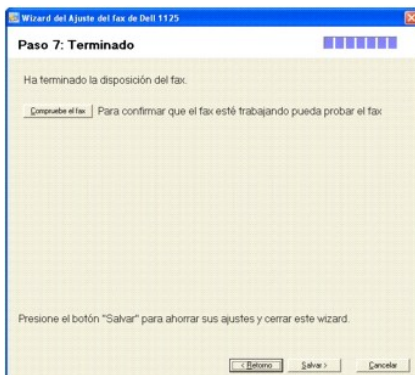 Wizard del Ajuste del fax de Dell 1125
Paso 7: Terminado
Ha terminado la disposición del fax.
Compruebe el fax Para confirmar que el fax esté trabajando pueda probar el fax
Presione el botón "Salvar" para ahorrar sus ajustes y cerrar este wizard.
< Retorno Salvar > Cancelar